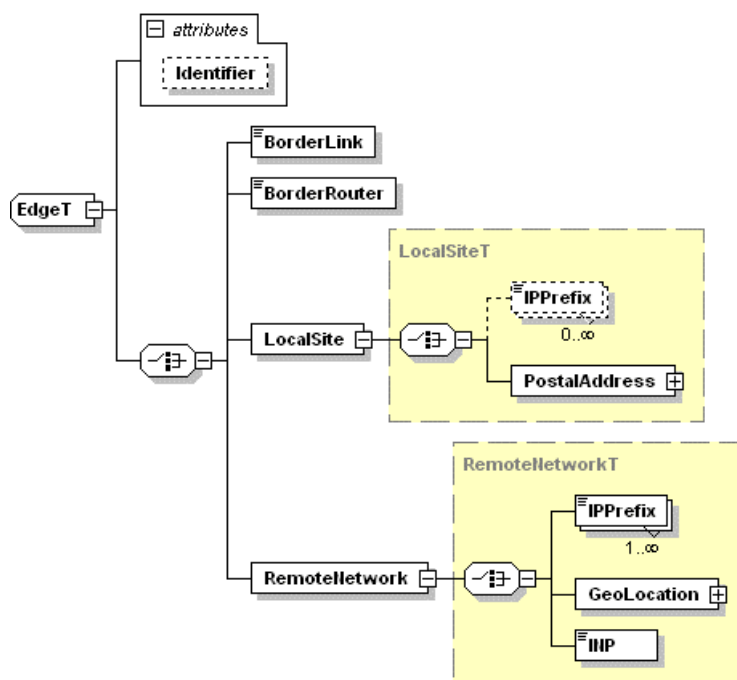 attributes
Identifier
BorderLink
BorderRouter
EdgeT
LocalSiteT
IPPrefix
0..∞
LocalSite
PostalAddress
RemoteNetworkT
IPPrefix
1..∞
RemoteNetwork
GeoLocation
INP